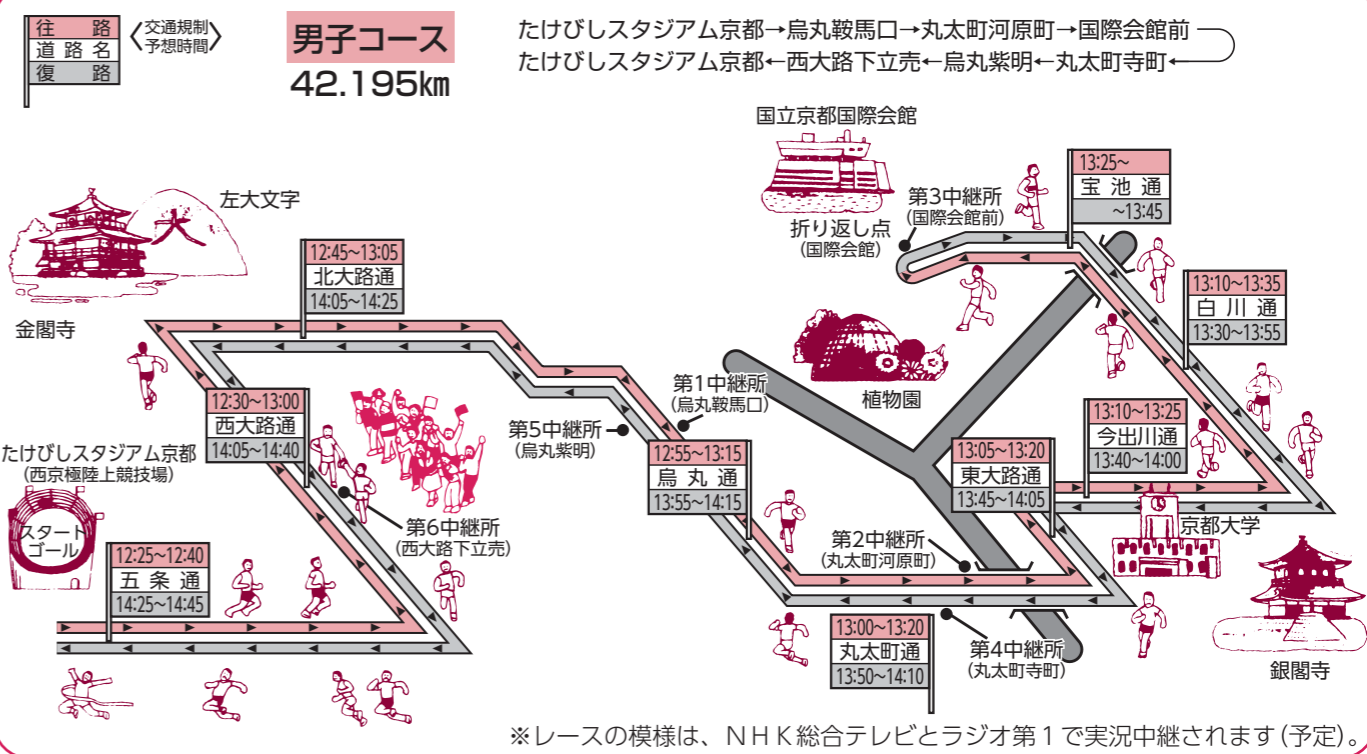 往路
道路名
復路
〈交通規制予想時間〉
男子コース
42.195km
たけびしスタジアム京都→烏丸鞍馬口→丸太町河原町→国際会館前
たけびしスタジアム京都←西大路下立売←烏丸紫明←丸太町寺町←
国立京都国際会館
折り返し点
(国際会館)
第3中継所
(国際会館前)
13:25~
宝池通
~13:45
左大文字
大
金閣寺
12:45~13:05
北大路通
14:05~14:25
13:10~13:35
白川通
13:30~13:55
植物園
第1中継所
(烏丸鞍馬口)
第5中継所
(烏丸紫明)
12:30~13:00
西大路通
14:05~14:40
たけびしスタジアム京都
(西京極陸上競技場)
スタート
ゴール
第6中継所
(西大路下立売)
12:55~13:15
烏丸通
13:55~14:15
13:05~13:20
東大路通
13:45~14:05
13:10~13:25
今出川通
13:40~14:00
京都大学
銀閣寺
12:25~12:40
五条通
14:25~14:45
第2中継所
(丸太町河原町)
13:00~13:20
丸太町通
13:50~14:10
第4中継所
(丸太町寺町)
※レースの模様は、NHK総合テレビとラジオ第1で実況中継されます(予定)。